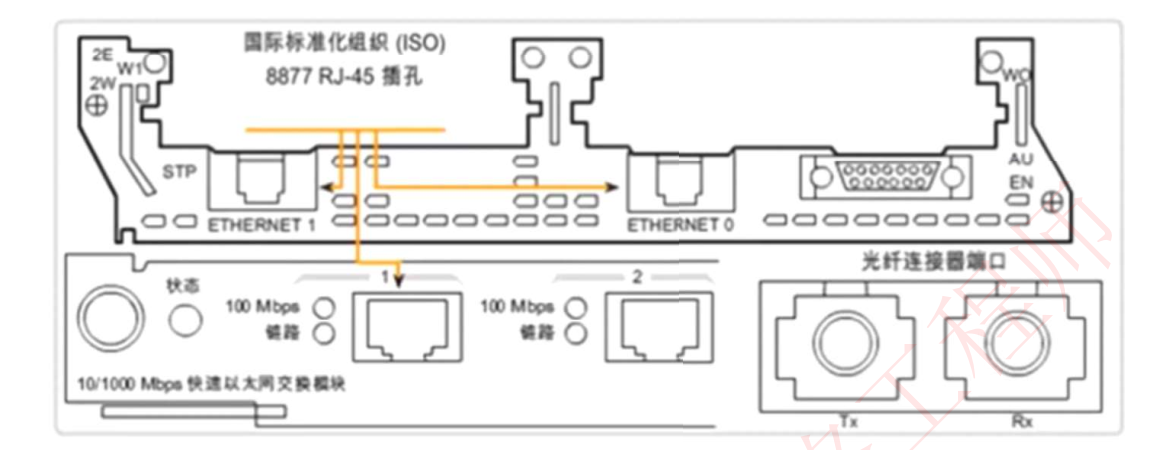 国际标准化组织 (ISO)
8877 RJ-45 插孔
2E
W1
2W
WO
STP
AU
EN
ETHERNET 1
ETHERNET 0
光纤连接器端口
状态
1
2
100 Mbps
链路
100 Mbps
链路
10/1000 Mbps 快速以太网交换模块
Tx
Rx
工程师